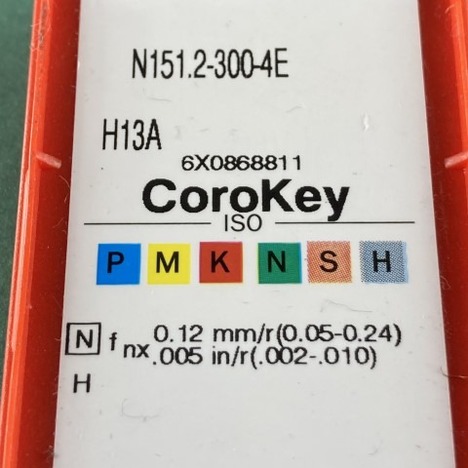 N151.2-300-4E
H13A
6X0868811
CoroKey
ISO
P M K N S H
N fnx 0.12 mm/r(0.05-0.24)
.005 in/r(.002-.010)
H